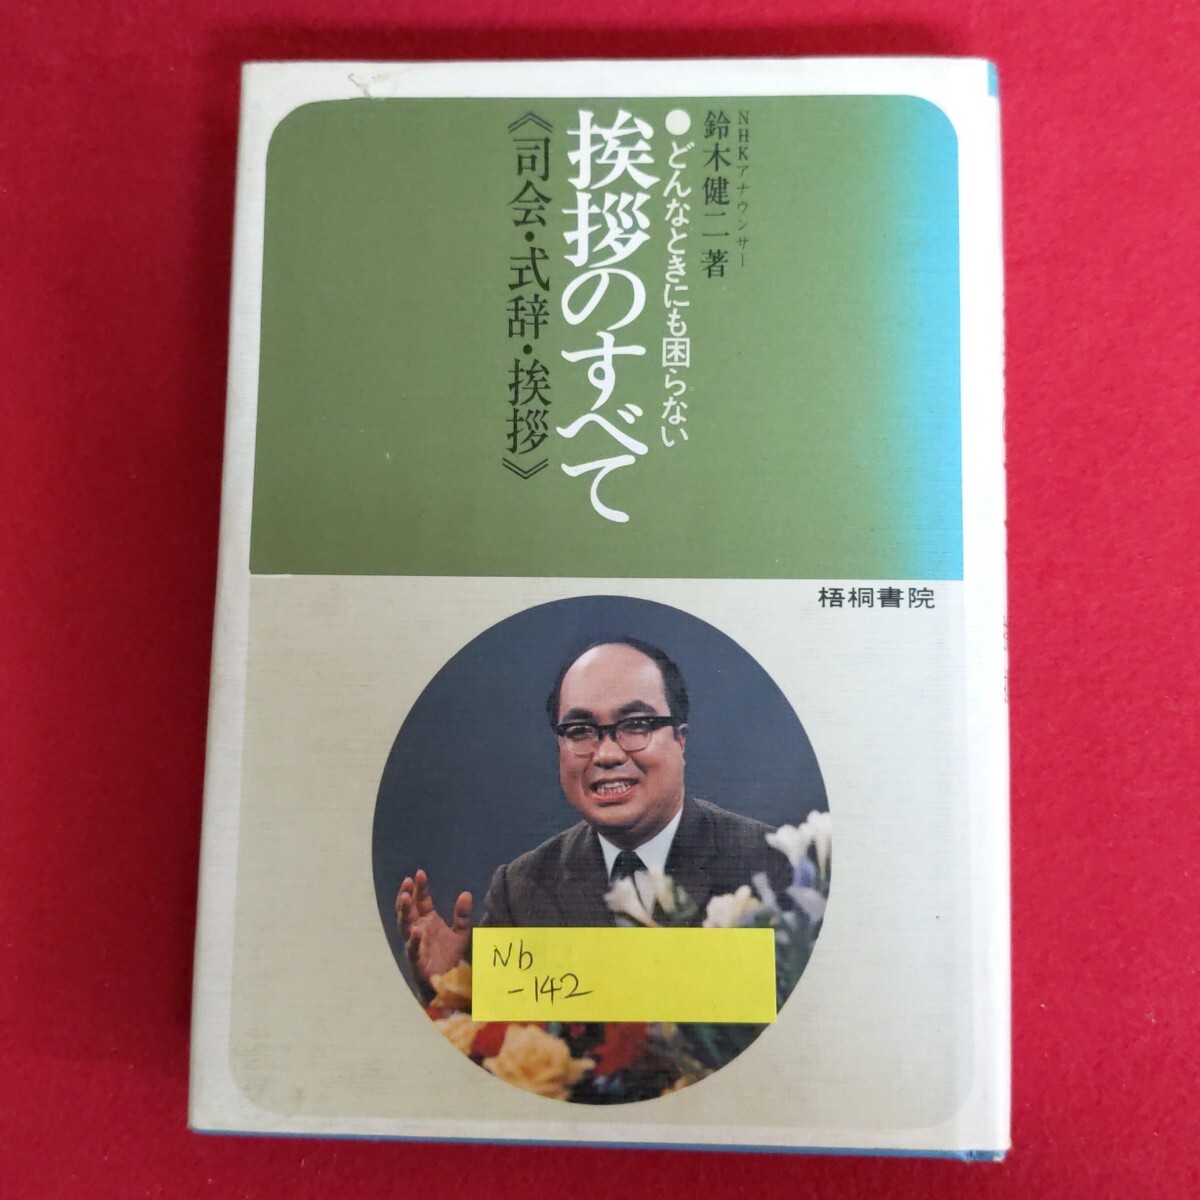 NHKアナウンサー
鈴木健二著
●どんなときにも困らない
挨拶のすべて
《司会・式辞・挨拶》
梧桐書院
Nb
-142